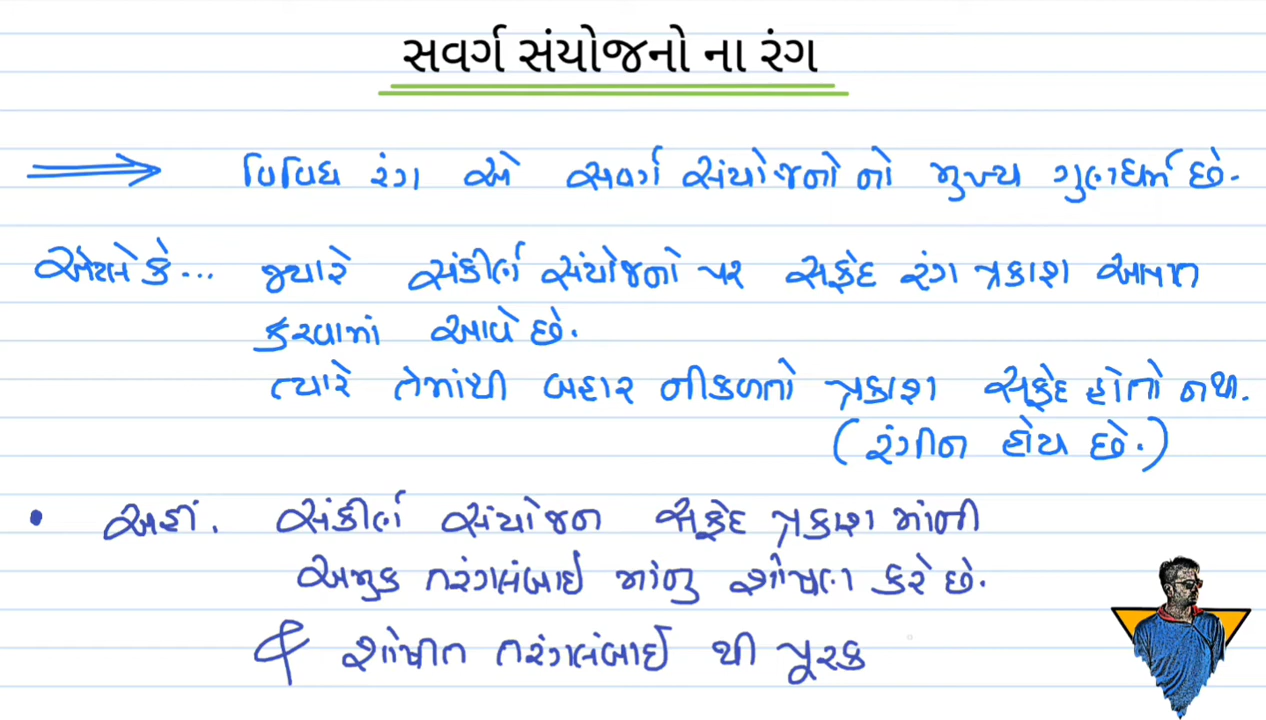 સવર્ગ સંયોજનો ના રંગ
વિવિધ રંગ એ સવર્ગ સંયોજનો નો મુખ્ય ગુણધર્મ છે.
એટલે કે... જ્યારે સંકીર્ણ સંયોજનો પર સફેદ રંગ પ્રકાશ આપાત
કરવામાં આવે છે.
ત્યારે તેમાંથી બહાર નીકળતો પ્રકાશ સફેદ હોતો નથી.
(રંગીન હોય છે.)
• અહીં. સંકીર્ણ સંયોજન સફેદ પ્રકાશ માંની
અમુક તરંગલંબાઈ માંનુ શોષણ કરે છે.
& શોષીત તરંગલંબાઈ થી પૂરક